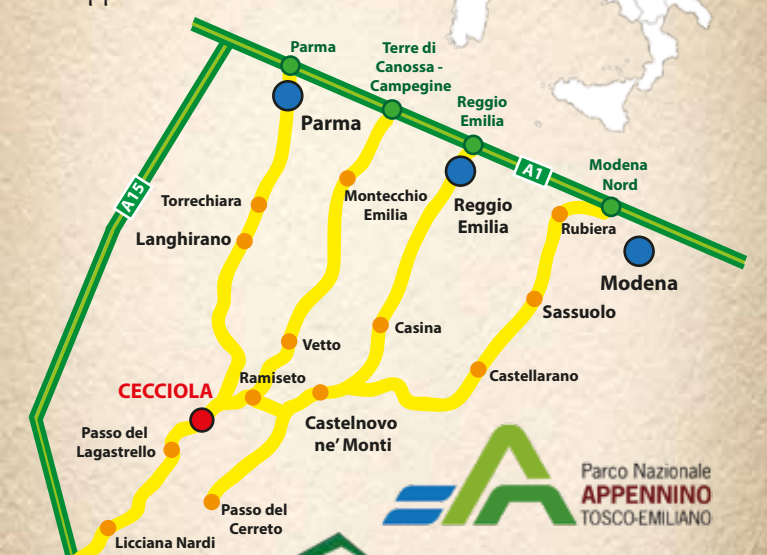 Parma
Terre di
Canossa -
Campegine
Reggio
Emilia
Modena
Nord
A1
A15
Parma
Reggio
Emilia
Modena
Torrechiara
Langhirano
Montecchio
Emilia
Rubiera
Sassuolo
Casina
Vetto
Castellarano
Ramiseto
CECCIOLA
Castelnovo
ne’ Monti
Passo del
Lagastrello
Passo del
Cerreto
Licciana Nardi
Parco Nazionale
APPENNINO
TOSCO-EMILIANO